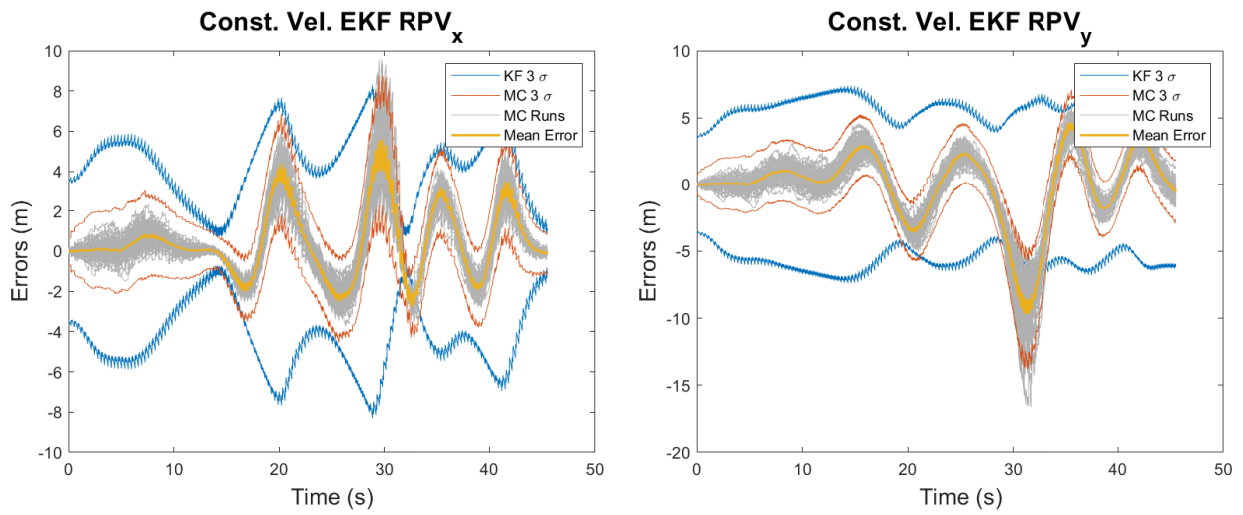 Const. Vel. EKF RPVx
10
8
6
4
2
0
-2
-4
-6
-8
-10
Errors (m)
KF 3 σ
MC 3 σ
MC Runs
Mean Error
0
10
20
30
40
50
Time (s)
Const. Vel. EKF RPVy
10
5
0
-5
-10
-15
-20
Errors (m)
KF 3 σ
MC 3 σ
MC Runs
Mean Error
0
10
20
30
40
50
Time (s)